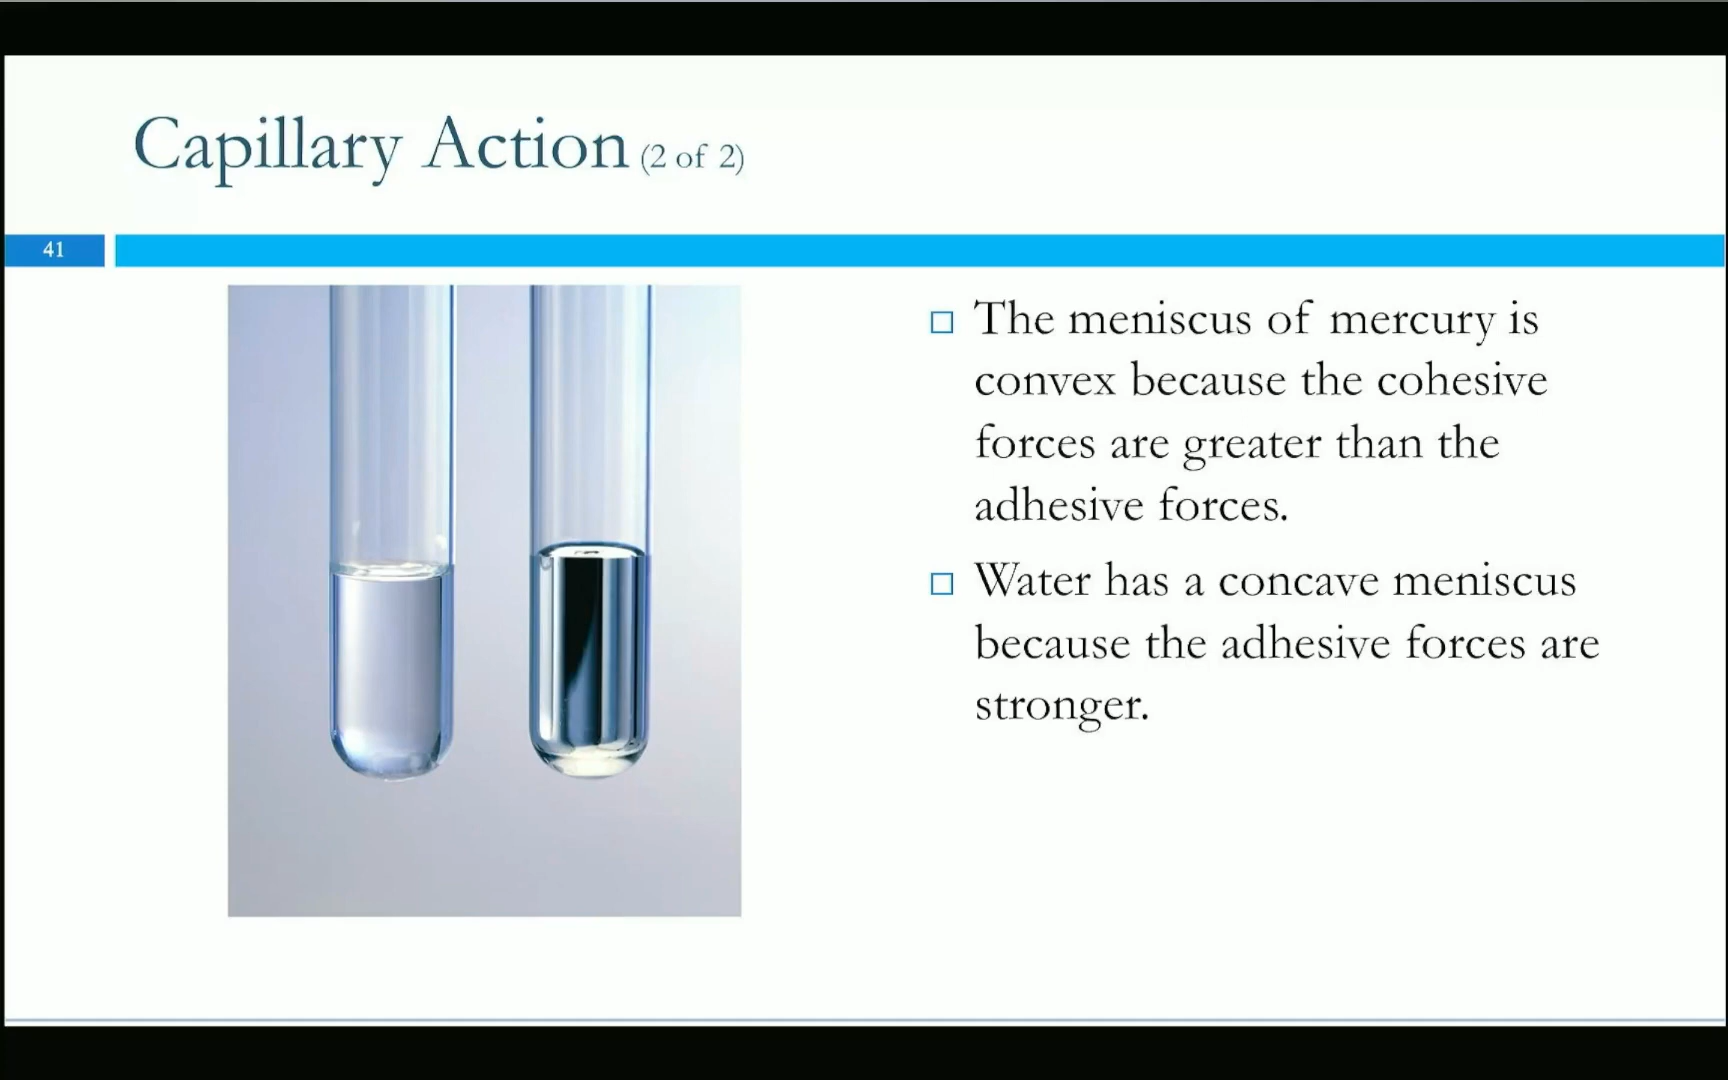 Capillary Action (2 of 2)
41
The meniscus of mercury is
convex because the cohesive
forces are greater than the
adhesive forces.
Water has a concave meniscus
because the adhesive forces are
stronger.